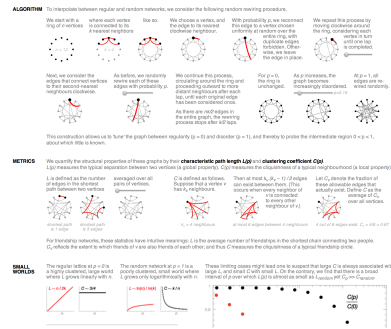 ALGORITHM To interpolate between regular and random networks, we consider the following random rewiring procedure.
We start with a ring of n vertices
where each vertex is connected to its k nearest neighbours
like so.
We choose a vertex, and the edge to its nearest clockwise neighbour.
With probability p, we reconnect this edge to a vertex chosen uniformly at random over the entire ring, with duplicate edges forbidden. Otherwise, we leave the edge in place.
We repeat this process by moving clockwise around the ring, considering each vertex in turn until one lap is completed.
Next, we consider the edges that connect vertices to their second-nearest neighbours clockwise.
As before, we randomly rewire each of these edges with probability p.
We continue this process, circulating around the ring and proceeding outward to more distant neighbours after each lap, until each original edge has been considered once.
As there are nk/2 edges in the entire graph, the rewiring process stops after k/2 laps.
For p = 0, the ring is unchanged.
As p increases, the graph becomes increasingly disordered.
At p = 1, all edges are rewired randomly.
This construction allows us to 'tune' the graph between regularity (p = 0) and disorder (p = 1), and thereby to probe the intermediate region 0 < p < 1,
about which little is known.
METRICS We quantify the structural properties of these graphs by their characteristic path length L(p) and clustering coefficient C(p).
L(p) measures the typical separation between two vertices (a global property). C(p) measures the cliquishness of a typical neighbourhood (a local property)
L is defined as the number of edges in the shortest path between two vertices
averaged over all pairs of vertices.
C is defined as follows. Suppose that a vertex v has kv neighbours.
Then at most kv (kv − 1) / 2 edges can exist between them. (This occurs when every neighbour of v is connected to every other neighbour of v.)
Let Cv denote the fraction of these allowable edges that actually exist. Define C as the average of Cv over all vertices.
For friendship networks, these statistics have intuitive meanings: L is the average number of friendships in the shortest chain connecting two people.
Cv reflects the extent to which friends of v are also friends of each other; and thus C measures the cliquishness of a typical friendship circle.
SMALL WORLDS
The regular lattice at p = 0 is a highly clustered, large world where L grows linearly with n.
The random network at p = 1 is a poorly clustered, small world where L grows only logarithmically with n.
These limiting cases might lead one to suspect that large C is always associated with
large L, and small C with small L. On the contrary, we find that there is a broad
interval of p over which L(p) is almost as small as Lrandom
C(p)
C(0)